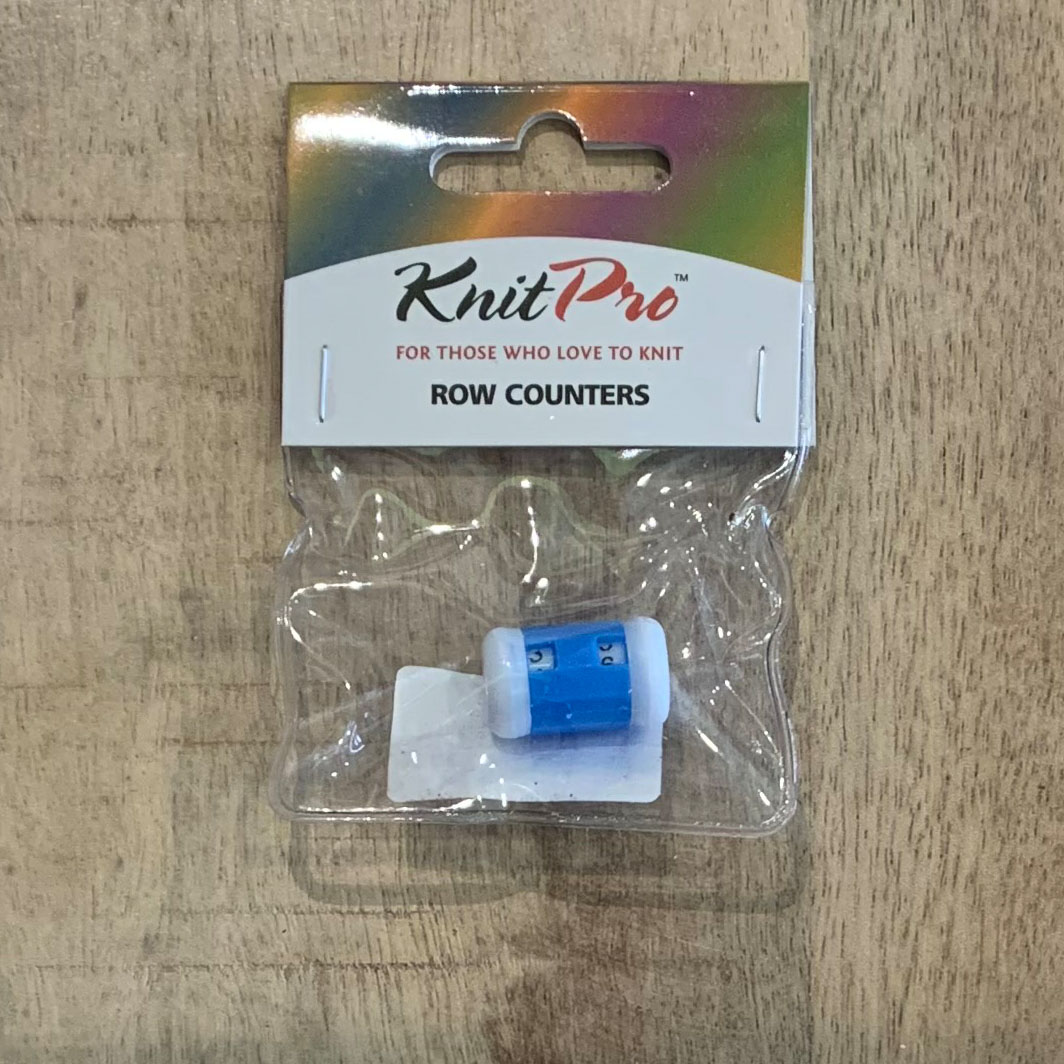 KnitPro™
FOR THOSE WHO LOVE TO KNIT
ROW COUNTERS